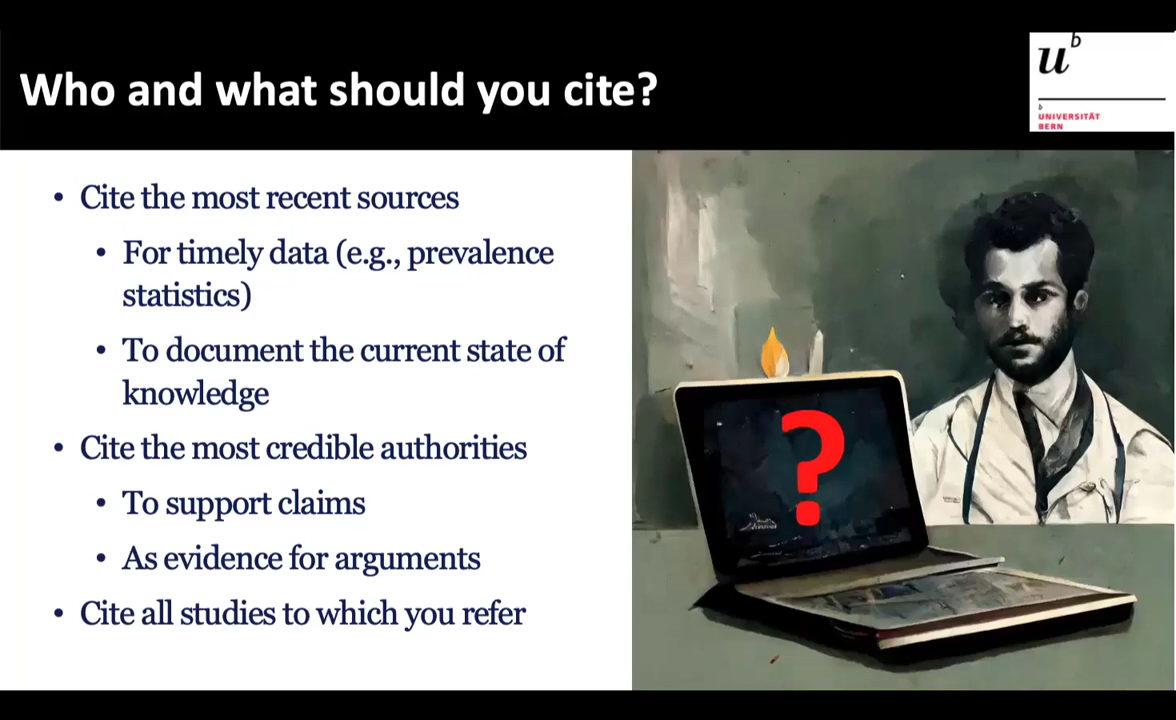 Who and what should you cite?
u
b
b
UNIVERSITÄT
BERN
• Cite the most recent sources
• For timely data (e.g., prevalence
statistics)
• To document the current state of
knowledge
• Cite the most credible authorities
• To support claims
• As evidence for arguments
• Cite all studies to which you refer
?